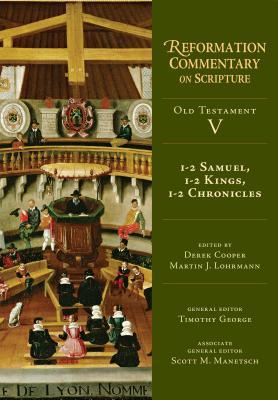 REFORMATION
COMMENTARY
ON SCRIPTURE
OLD TESTAMENT
V
1-2 SAMUEL,
1-2 KINGS,
1-2 CHRONICLES
EDITED BY
DEREK COOPER
MARTIN J. LOHRMANN
GENERAL EDITOR
TIMOTHY GEORGE
ASSOCIATE
GENERAL EDITOR
SCOTT M. MANETSCH
E DE LYON, NOMME